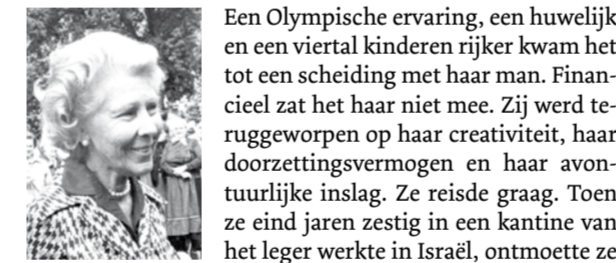 Een Olympische ervaring, een huwelijk
en een viertal kinderen rijker kwam het
tot een scheiding met haar man. Finan-
cieel zat het haar niet mee. Zij werd te-
ruggeworpen op haar creativiteit, haar
doorzettingsvermogen en haar avon-
tuurlijke inslag. Ze reisde graag. Toen
ze eind jaren zestig in een kantine van
het leger werkte in Israël, ontmoette ze